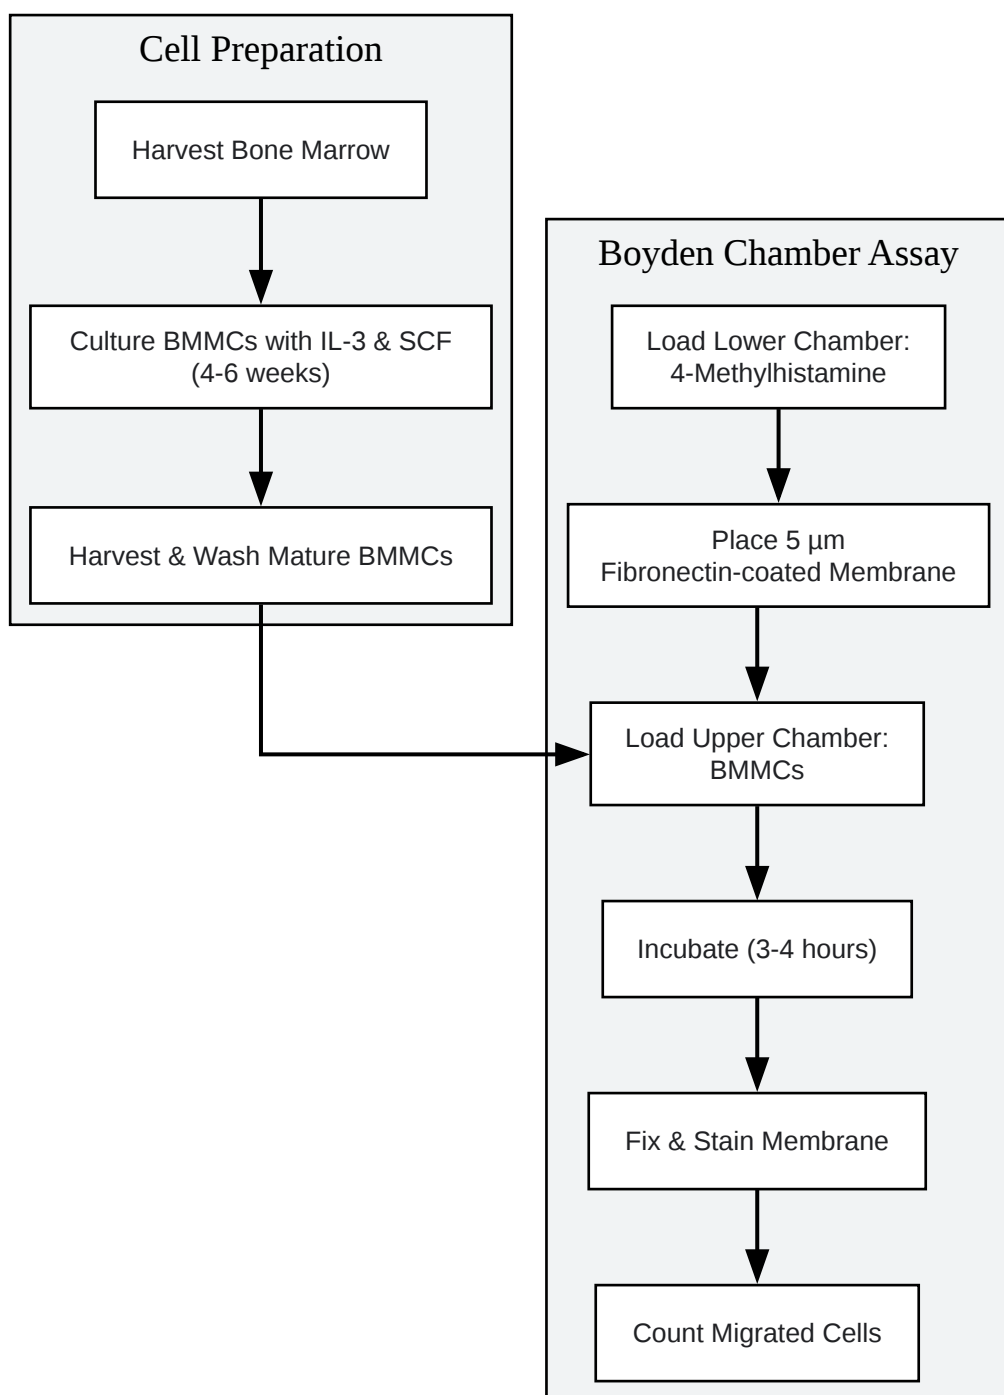 Cell Preparation
Harvest Bone Marrow
Culture BMMCs with IL-3 & SCF
(4-6 weeks)
Harvest & Wash Mature BMMCs
Boyden Chamber Assay
Load Lower Chamber:
4-Methylhistamine
Place 5 µm
Fibronectin-coated Membrane
Load Upper Chamber:
BMMCs
Incubate (3-4 hours)
Fix & Stain Membrane
Count Migrated Cells